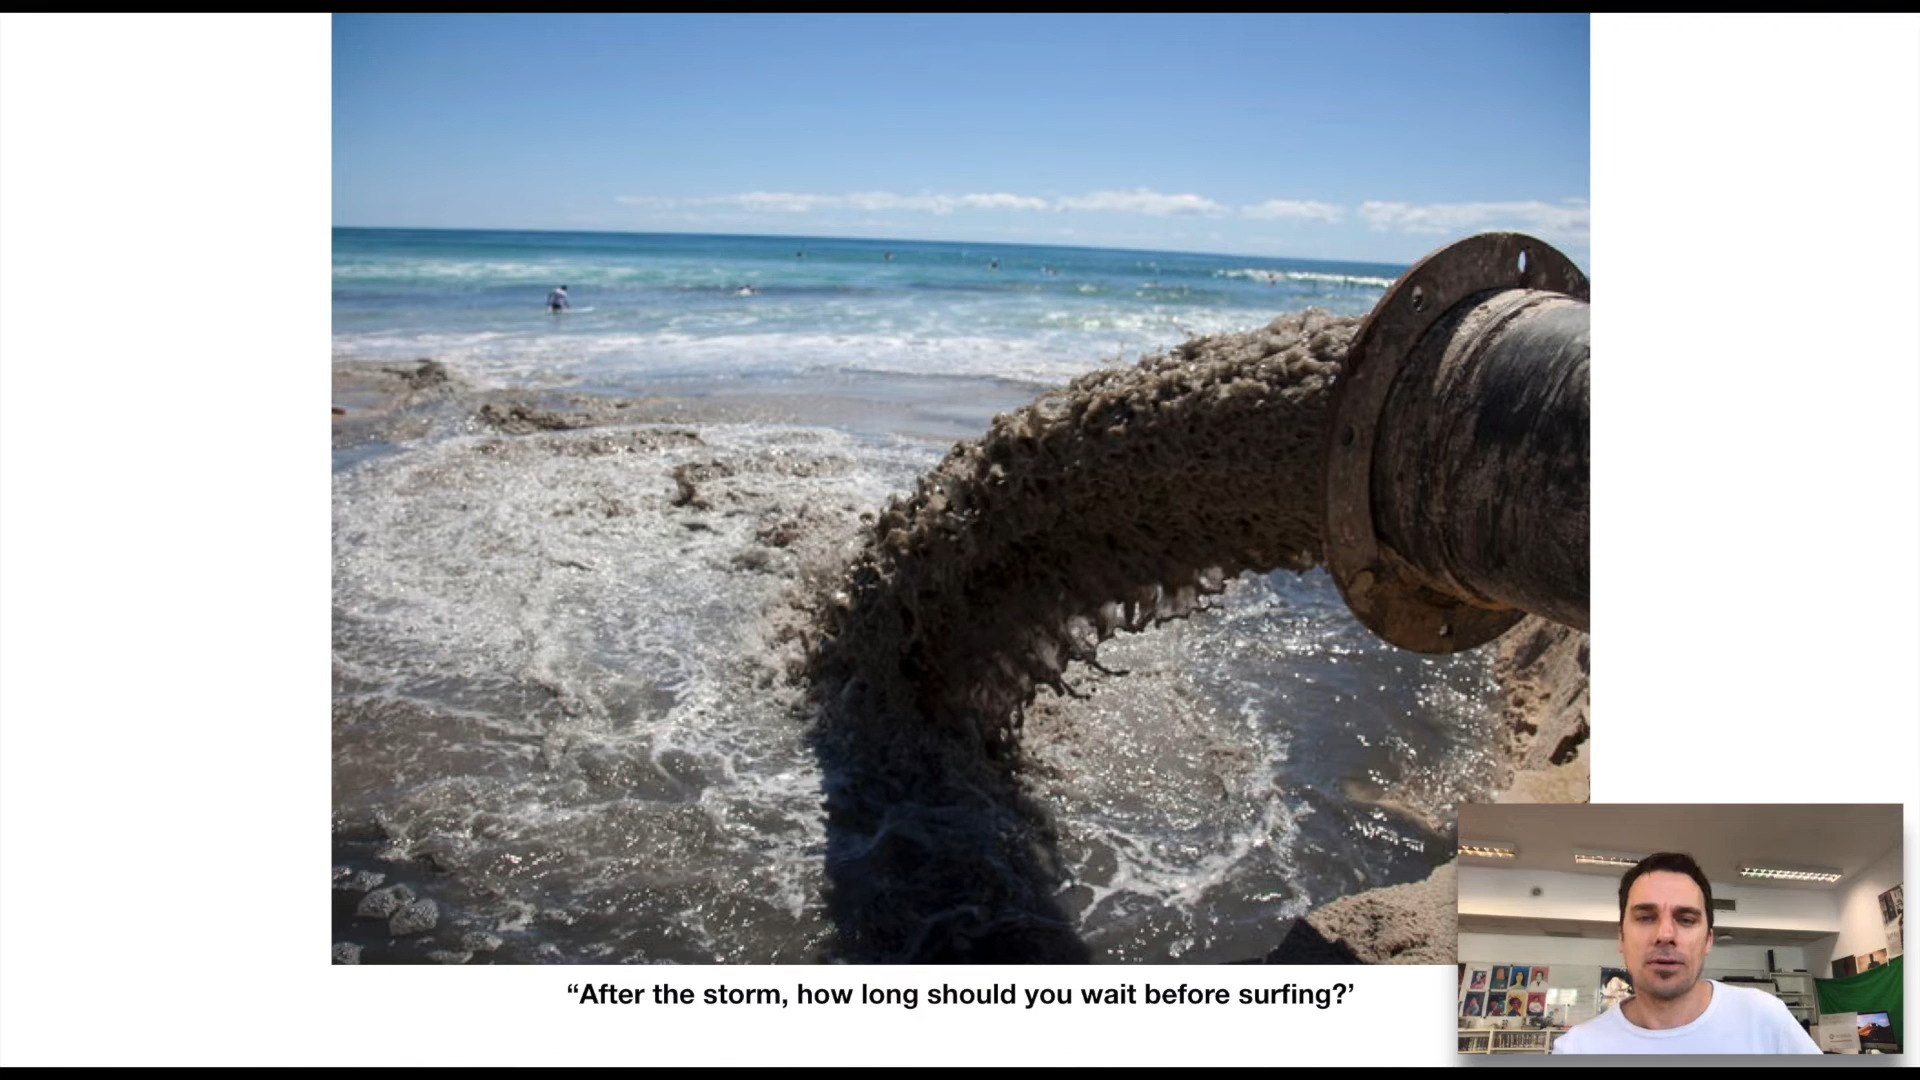 “After the storm, how long should you wait before surfing?’